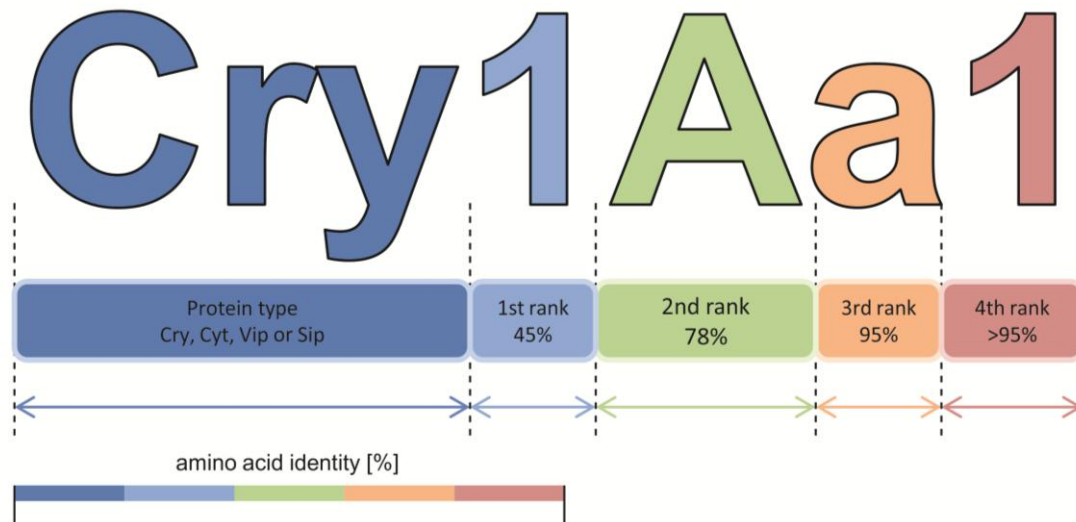 Cry1Aa1
Protein type
Cry, Cyt, Vip or Sip
1st rank
45%
2nd rank
78%
3rd rank
95%
4th rank
>95%
amino acid identity [%]